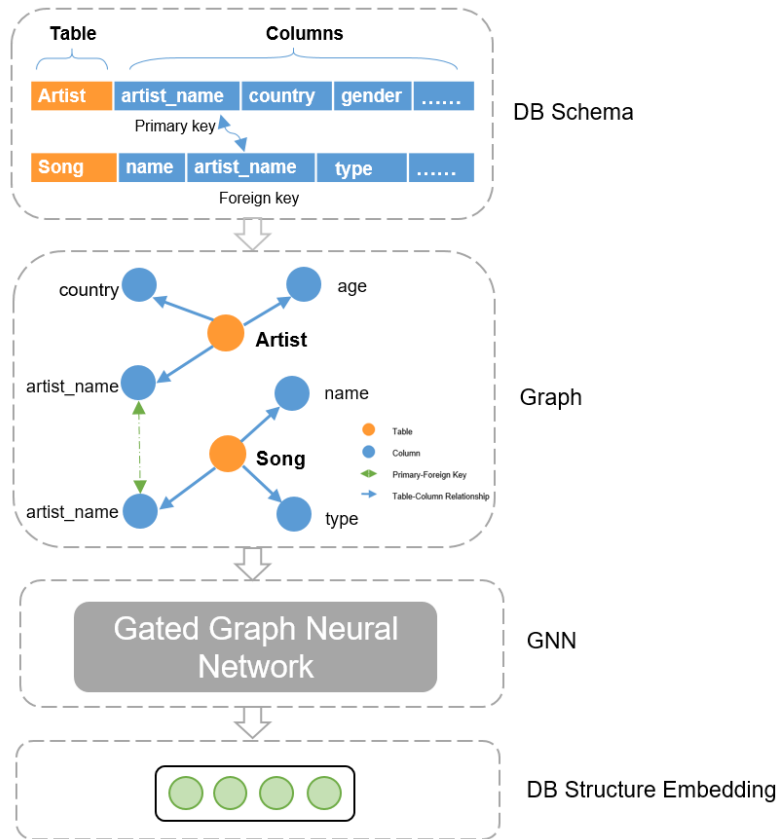 Table
Columns
Artist
artist_name
country
gender
......
Primary key
DB Schema
Song
name
artist_name
type
......
Foreign key
country
age
Artist
artist_name
name
Graph
Table
Song
Column
Primary-Foreign Key
artist_name
Table-Column Relationship
type
Gated Graph Neural
Network
GNN
DB Structure Embedding